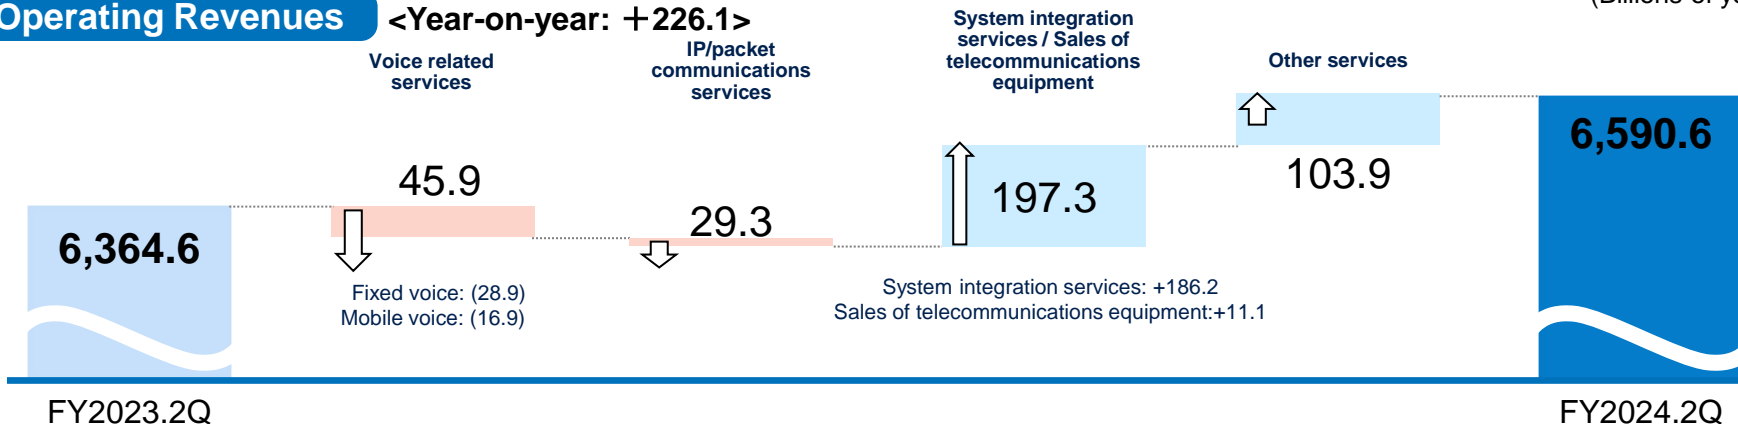 Operating Revenues <Year-on-year: ＋226.1>
(Billions of
Voice related
services
IP/packet
communications
services
System integration
services / Sales of
telecommunications
equipment
Other services
6,364.6
45.9
29.3
197.3
103.9
6,590.6
Fixed voice: (28.9)
Mobile voice: (16.9)
System integration services: +186.2
Sales of telecommunications equipment:+11.1
FY2023.2Q
FY2024.2Q